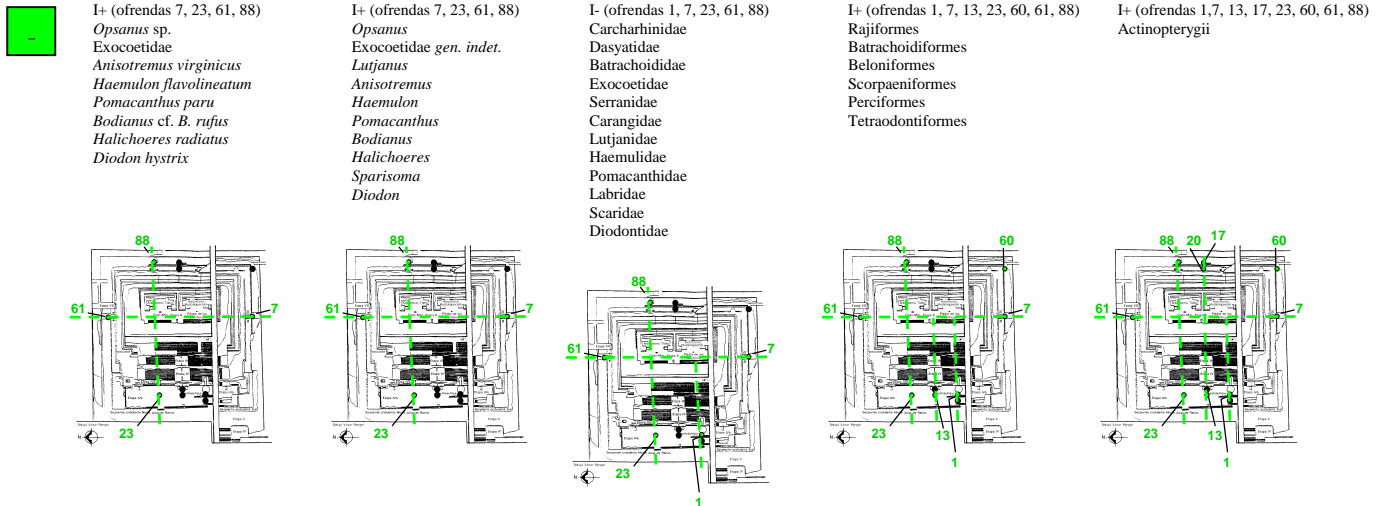 -
I+ (ofrendas 7, 23, 61, 88)
Opsanus sp.
Exocoetidae
Anisotremus virginicus
Haemulon flavolineatum
Pomacanthus paru
Bodianus cf. B. rufus
Halichoeres radiatus
Diodon hystrix
88
61
7
23
N
I+ (ofrendas 7, 23, 61, 88)
Opsanus
Exocoetidae gen. indet.
Lutjanus
Anisotremus
Haemulon
Pomacanthus
Bodianus
Halichoeres
Sparisoma
Diodon
88
61
7
23
N
I- (ofrendas 1, 7, 23, 61, 88)
Carcharhinidae
Dasyatidae
Batrachoididae
Exocoetidae
Serranidae
Carangidae
Lutjanidae
Haemulidae
Pomacanthidae
Labridae
Scaridae
Diodontidae
88
61
7
23
1
N
I+ (ofrendas 1, 7, 13, 23, 60, 61, 88)
Rajiformes
Batrachoidiformes
Beloniformes
Scorpaeniformes
Perciformes
Tetraodontiformes
88
60
61
7
23
13
1
N
I+ (ofrendas 1,7, 13, 17, 23, 60, 61, 88)
Actinopterygii
88
20
17
60
61
7
23
13
1
N